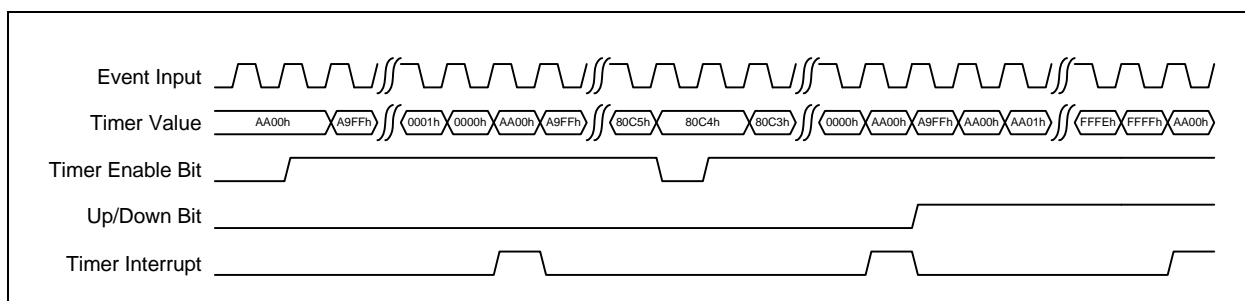 Event Input
Timer Value AA00h A9FFh 0001h 0000h AA00h A9FFh 80C5h 80C4h 80C3h 0000h AA00h A9FFh AA00h AA01h FFFEh FFFFh AA00h
Timer Enable Bit
Up/Down Bit
Timer Interrupt